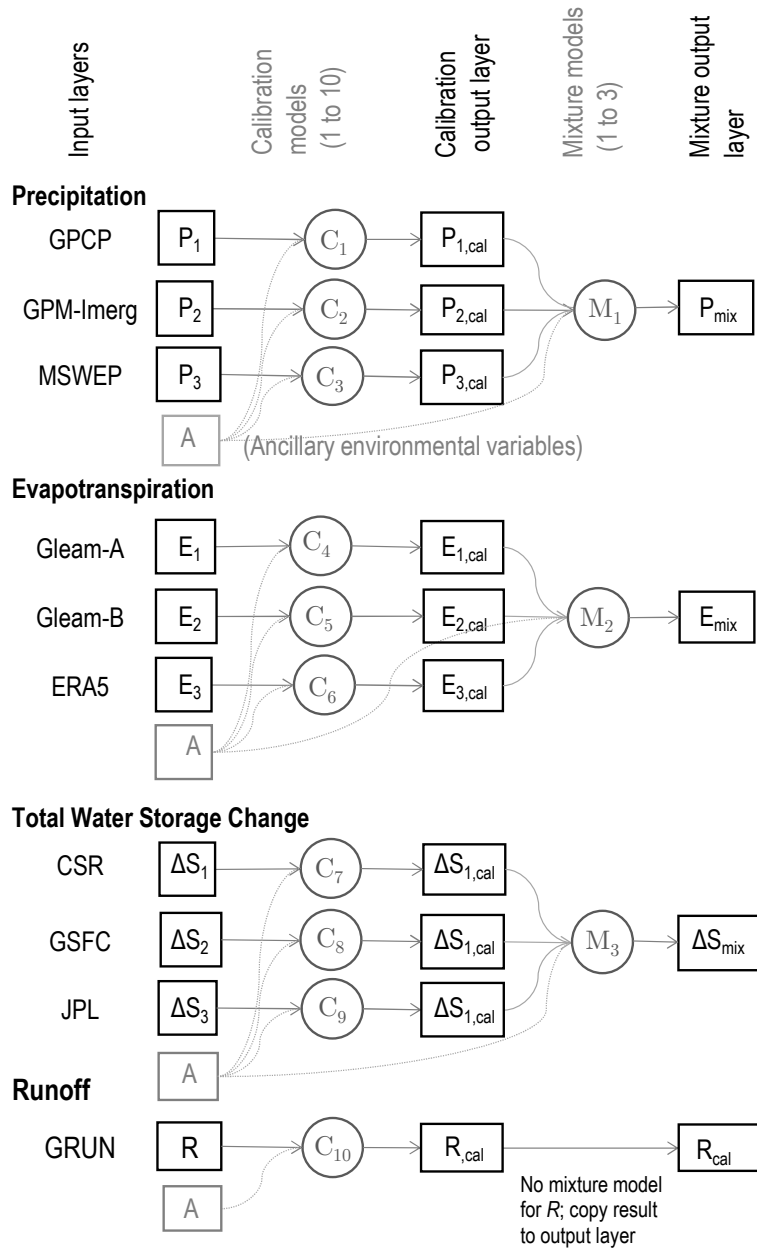 Input layers
Calibration
models
(1 to 10)
Calibration
output layer
Mixture models
(1 to 3)
Mixture output
layer
Precipitation
GPCP P₁ C₁ P₁,cal
GPM-Imerg P₂ C₂ P₂,cal M₁ Pmix
MSWEP P₃ C₃ P₃,cal
A (Ancillary environmental variables)
Evapotranspiration
Gleam-A E₁ C₄ E₁,cal
Gleam-B E₂ C₅ E₂,cal M₂ Emix
ERA5 E₃ C₆ E₃,cal
A
Total Water Storage Change
CSR ΔS₁ C₇ ΔS₁,cal
GSFC ΔS₂ C₈ ΔS₁,cal M₃ ΔSmix
JPL ΔS₃ C₉ ΔS₁,cal
A
Runoff
GRUN R C₁₀ R,cal Rcal
A
No mixture model
for R; copy result
to output layer